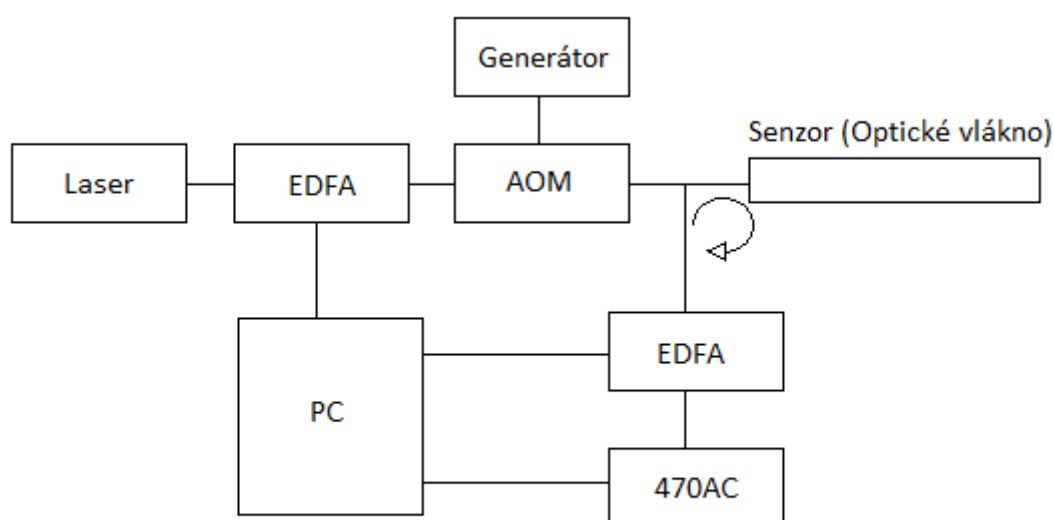 Generátor
Senzor (Optické vlákno)
Laser
EDFA
AOM
EDFA
PC
470AC